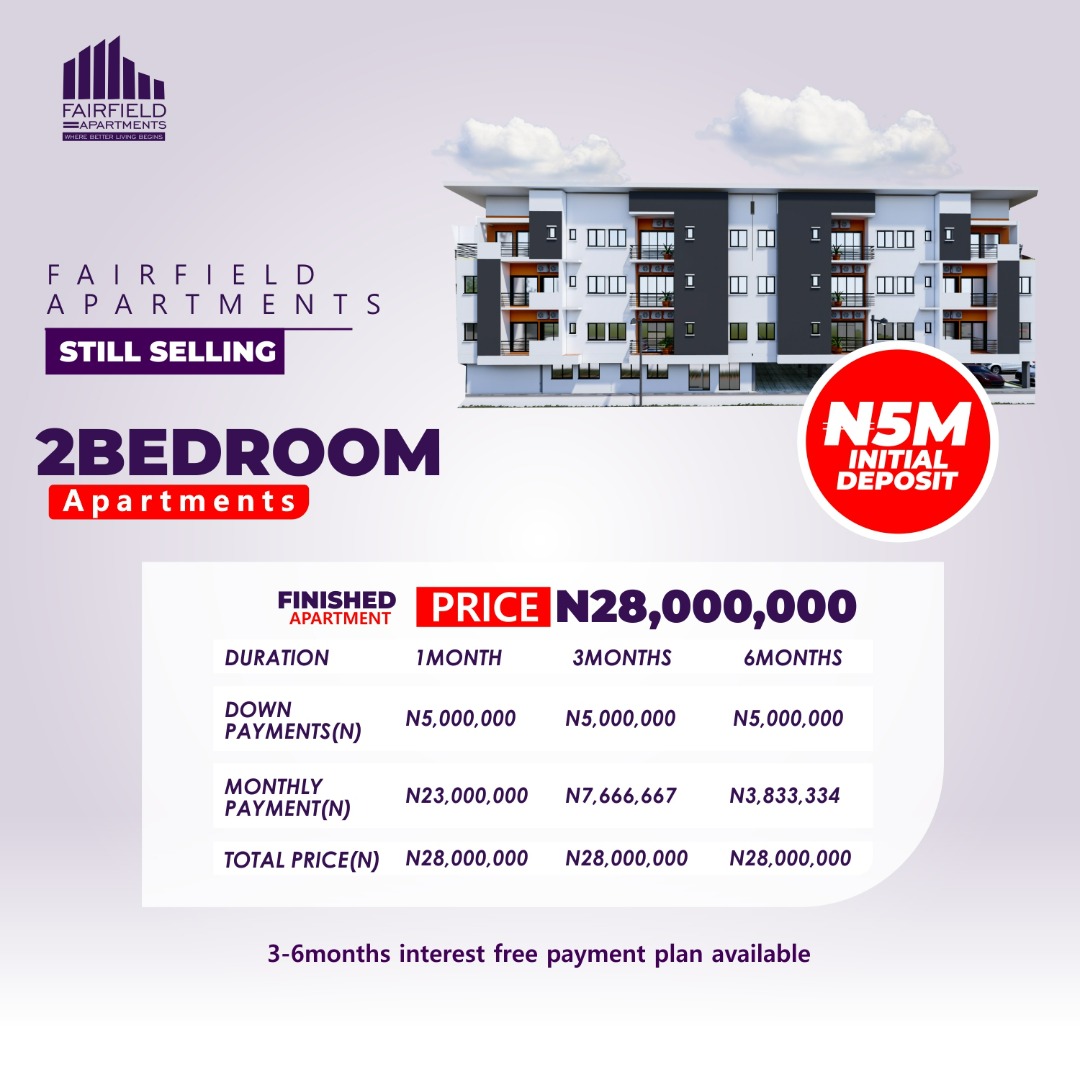 FAIRFIELD
APARTMENTS
WHERE BETTER LIVING BEGINS
FAIRFIELD
APARTMENTS
STILL SELLING
2BEDROOM
Apartments
N5M
INITIAL
DEPOSIT
FINISHED
APARTMENT
PRICE N28,000,000
DURATION 1MONTH 3MONTHS 6MONTHS
DOWN
PAYMENTS(N) N5,000,000 N5,000,000 N5,000,000
MONTHLY
PAYMENT(N) N23,000,000 N7,666,667 N3,833,334
TOTAL PRICE(N) N28,000,000 N28,000,000 N28,000,000
3-6months interest free payment plan available